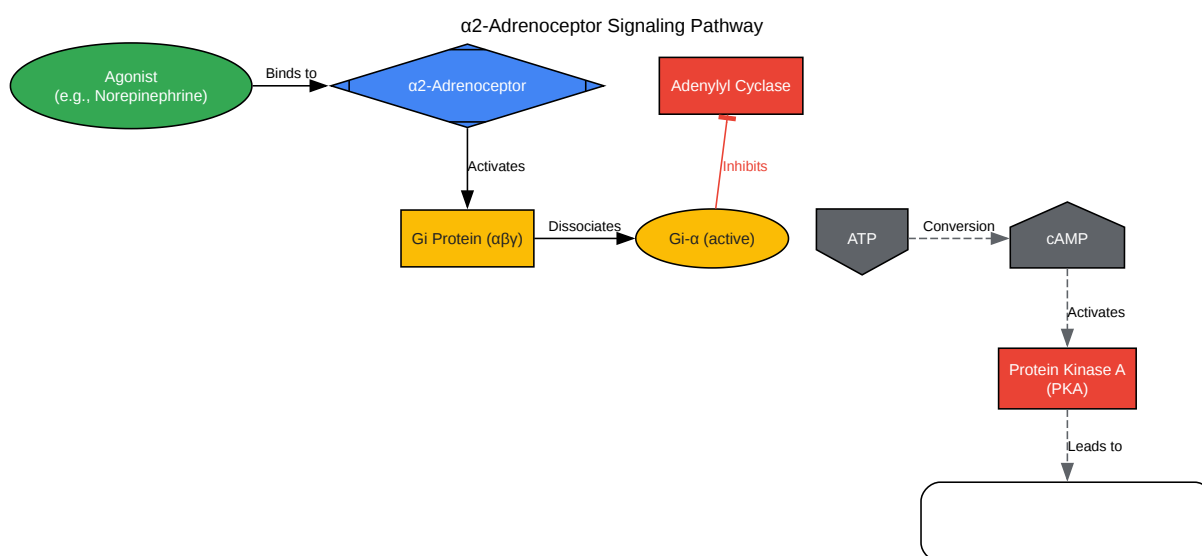 α2-Adrenoceptor Signaling Pathway
Agonist
(e.g., Norepinephrine)
Binds to
α2-Adrenoceptor
Adenylyl Cyclase
Activates
Inhibits
Gi Protein (αβγ)
Dissociates
Gi-α (active)
ATP
Conversion
cAMP
Activates
Protein Kinase A
(PKA)
Leads to